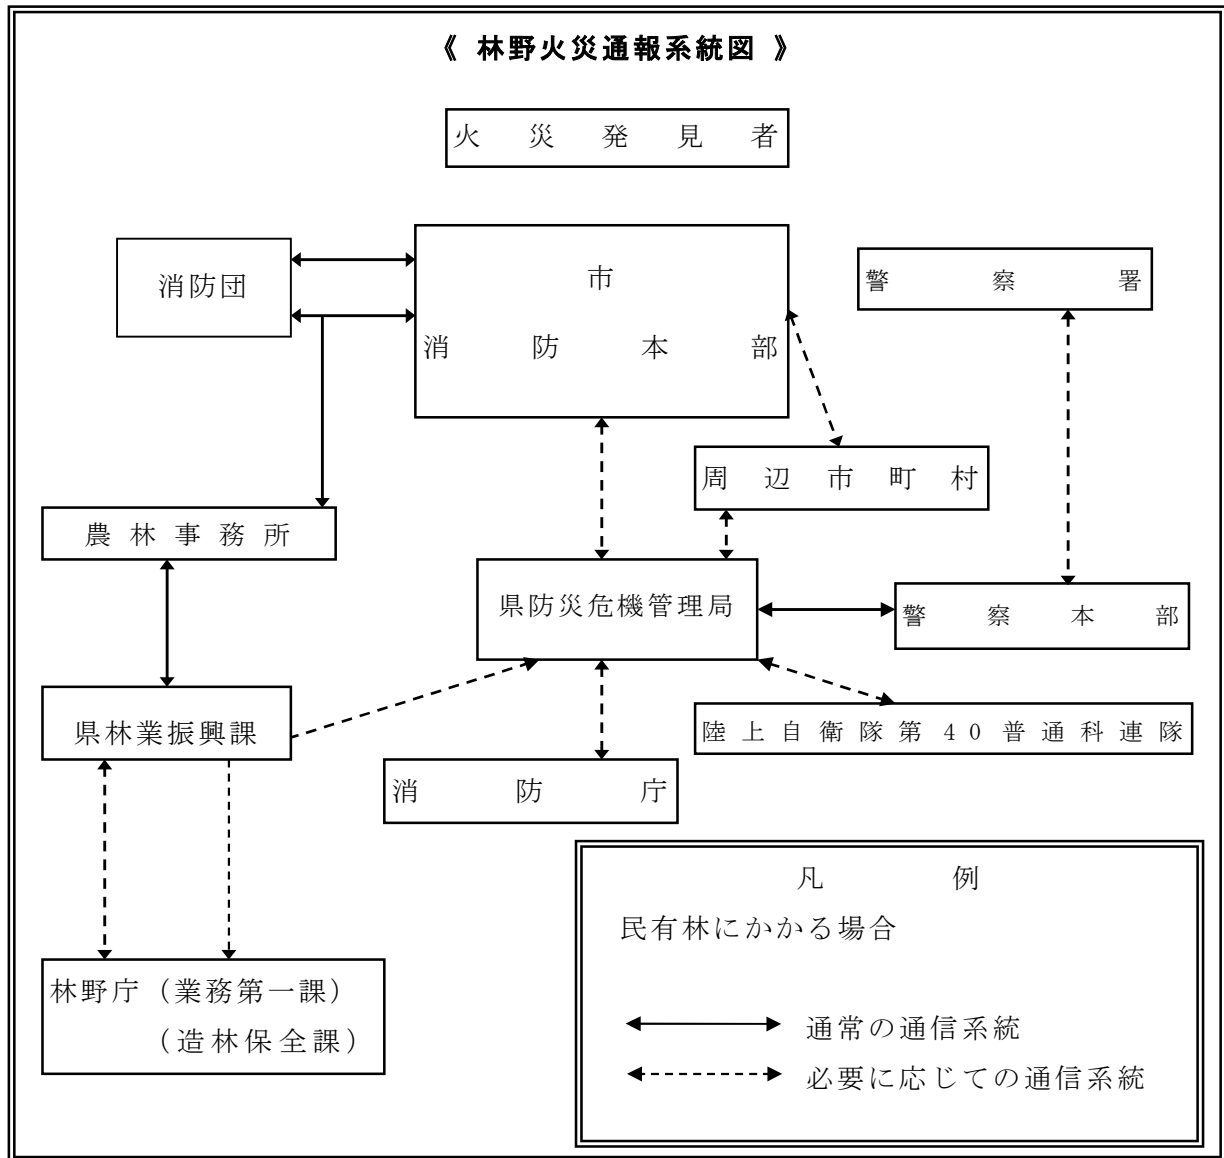 《 林野火災通報系統図 》
火災発見者
消防団
市
消防本部
警察署
周辺市町村
農林事務所
県防災危機管理局
警察本部
県林業振興課
陸上自衛隊第40普通科連隊
消防庁
凡例
民有林にかかる場合
林野庁（業務第一課）
（造林保全課）
通常の通信系統
必要に応じての通信系統